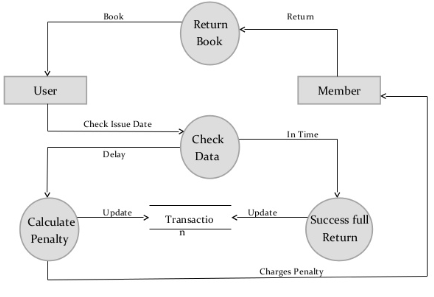 Book
Return
Return
Book
User
Member
Check Issue Date
Check
Data
In Time
Delay
Calculate
Penalty
Update
Transactio
n
Update
Success full
Return
Charges Penalty